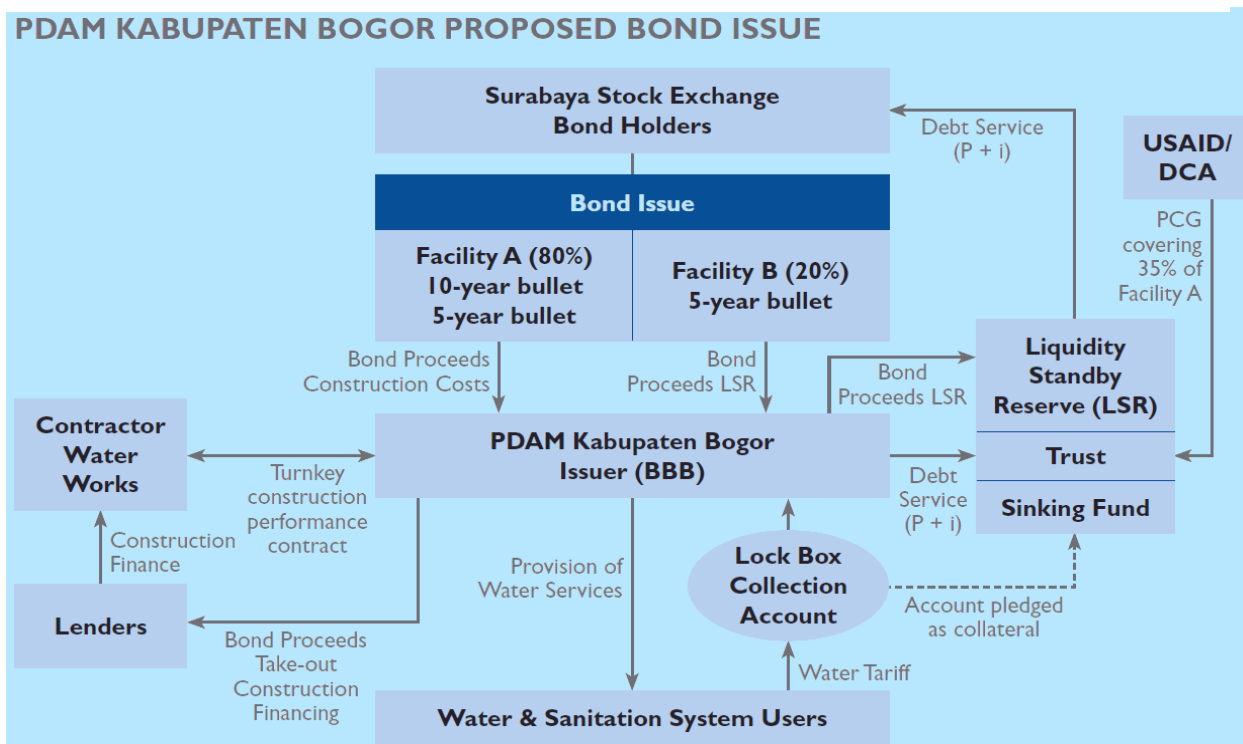 PDAM KABUPATEN BOGOR PROPOSED BOND ISSUE
Surabaya Stock Exchange
Bond Holders
Debt Service
(P + i)
USAID/
DCA
Bond Issue
PCG
covering
35% of
Facility A
Facility A (80%)
10-year bullet
5-year bullet
Facility B (20%)
5-year bullet
Bond Proceeds
Construction Costs
Bond
Proceeds LSR
Bond
Proceeds LSR
Liquidity
Standby
Reserve (LSR)
Trust
Sinking Fund
Contractor
Water
Works
Turnkey
construction
performance
contract
PDAM Kabupaten Bogor
Issuer (BBB)
Debt
Service
(P + i)
Construction
Finance
Provision of
Water Services
Lock Box
Collection
Account
Account pledged
as collateral
Lenders
Bond Proceeds
Take-out
Construction
Financing
Water Tariff
Water & Sanitation System Users